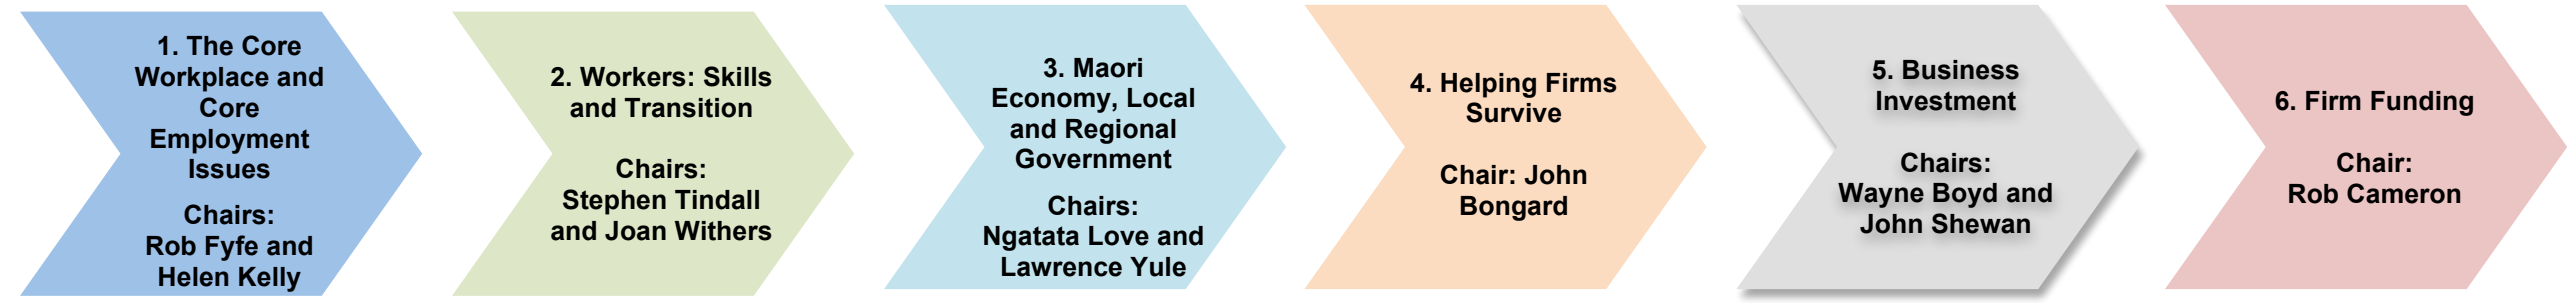 1. The Core
Workplace and
Core
Employment
Issues
Chairs:
Rob Fyfe and
Helen Kelly
2. Workers: Skills
and Transition
Chairs:
Stephen Tindall
and Joan Withers
3. Maori
Economy, Local
and Regional
Government
Chairs:
Ngatata Love and
Lawrence Yule
4. Helping Firms
Survive
Chair: John
Bongard
5. Business
Investment
Chairs:
Wayne Boyd and
John Shewan
6. Firm Funding
Chair:
Rob Cameron